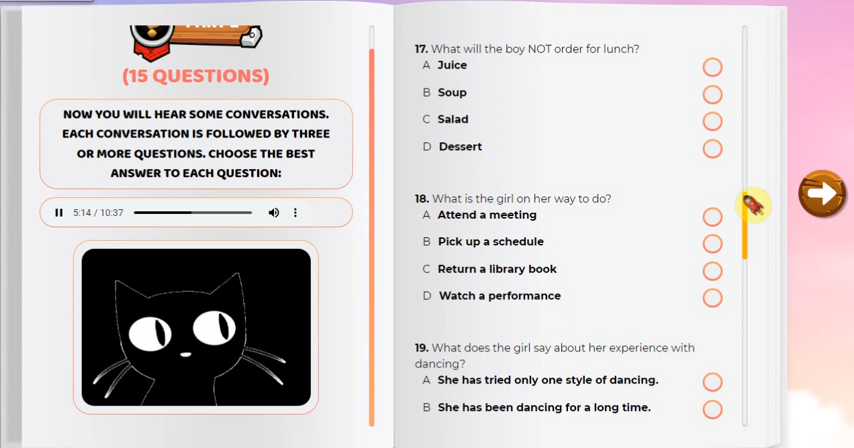 (15 QUESTIONS)
NOW YOU WILL HEAR SOME CONVERSATIONS.
EACH CONVERSATION IS FOLLOWED BY THREE
OR MORE QUESTIONS. CHOOSE THE BEST
ANSWER TO EACH QUESTION:
5:14 / 10:37
17. What will the boy NOT order for lunch?
A Juice
B Soup
C Salad
D Dessert
18. What is the girl on her way to do?
A Attend a meeting
B Pick up a schedule
C Return a library book
D Watch a performance
19. What does the girl say about her experience with
dancing?
A She has tried only one style of dancing.
B She has been dancing for a long time.